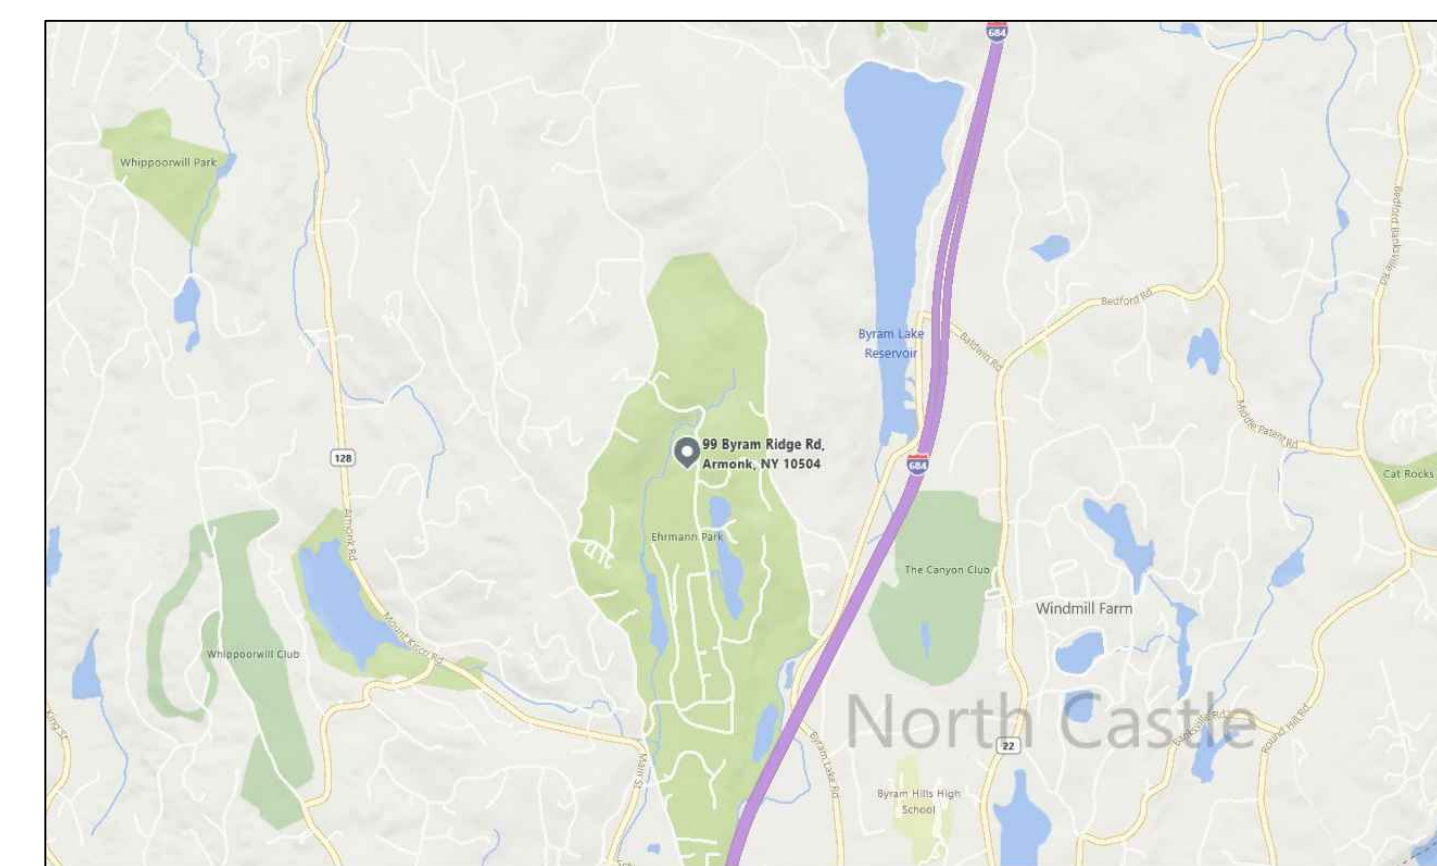 684
Whippoorwill Park
Bedford Banksville Rd
Bedford Rd
Byram Lake
Reservoir
Baldwin Rd
Middle Patent Rd
99 Byram Ridge Rd,
Armonk, NY 10504
128
684
Cat Rocks
Armonk Rd
Ehrmann Park
The Canyon Club
Windmill Farm
Mount Kisco Rd
Whippoorwill Club
North Castle
King St
22
Banksville Rd
Round Hill Rd
Main St
Byram Lake Rd
Byram Hills High
School